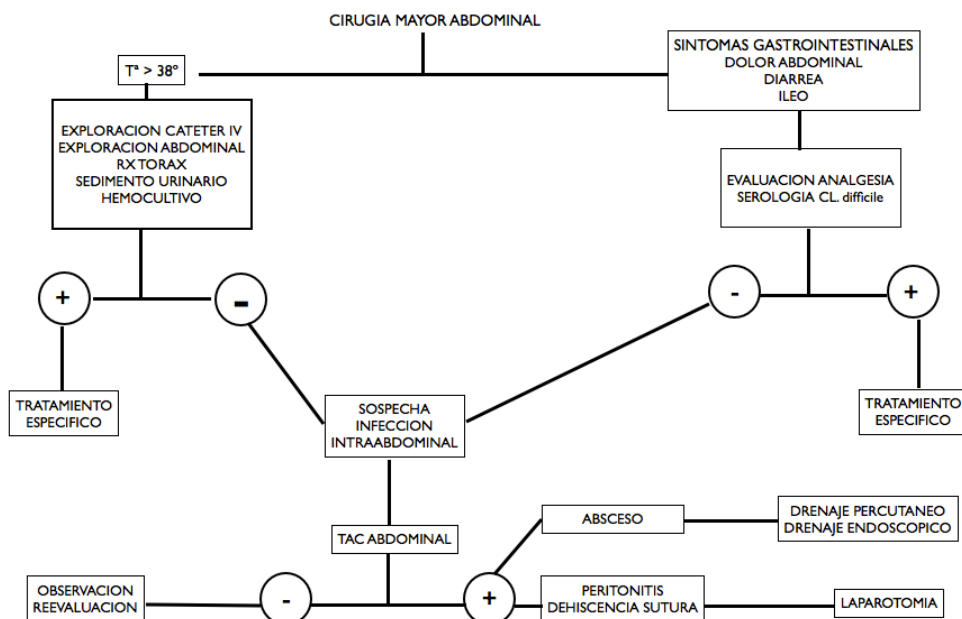 CIRUGIA MAYOR ABDOMINAL
Tª > 38º
SINTOMAS GASTROINTESTINALES
DOLOR ABDOMINAL
DIARREA
ILEO
EXPLORACION CATETER IV
EXPLORACION ABDOMINAL
RX TORAX
SEDIMENTO URINARIO
HEMOCULTIVO
EVALUACION ANALGESIA
SEROLOGIA CL. difficile
+
-
-
+
TRATAMIENTO
ESPECIFICO
SOSPECHA
INFECCION
INTRAABDOMINAL
TRATAMIENTO
ESPECIFICO
TAC ABDOMINAL
ABSCESO
DRENAJE PERCUTANEO
DRENAJE ENDOSCOPICO
OBSERVACION
REEVALUACION
-
+
PERITONITIS
DEHISCENCIA SUTURA
LAPAROTOMIA